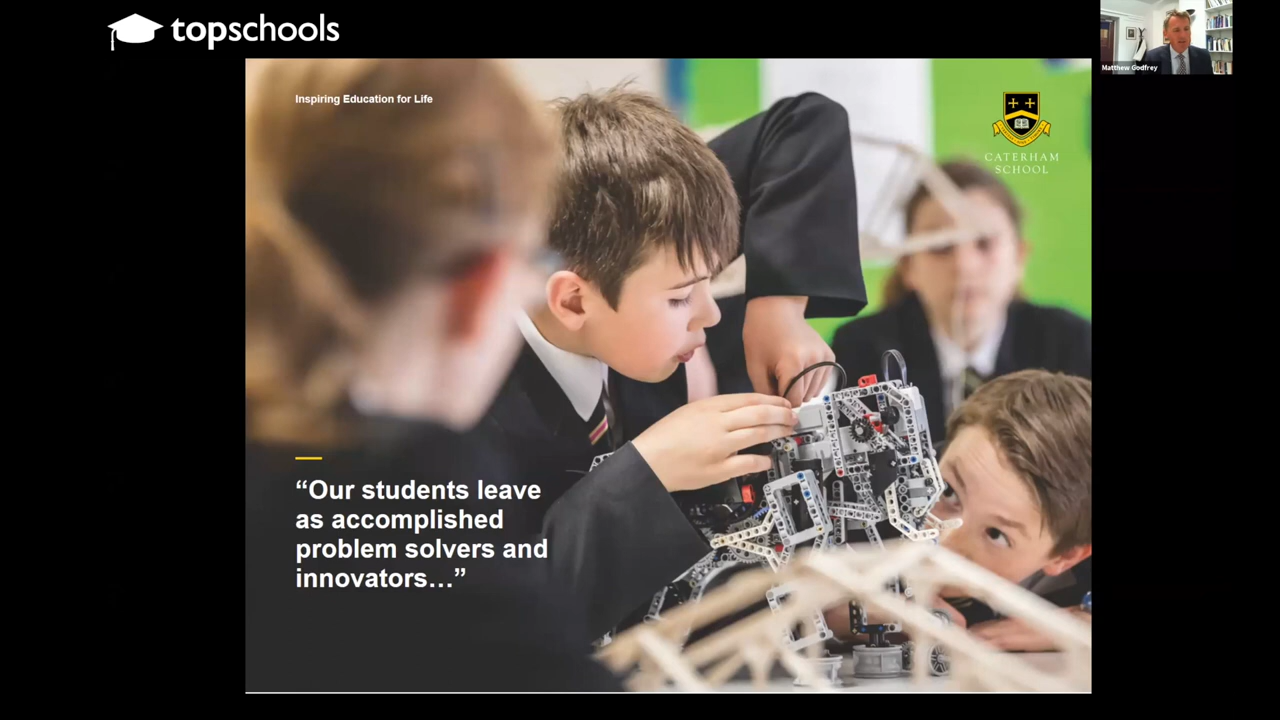 topschools
Matthew Godfrey
Inspiring Education for Life
CATERHAM
SCHOOL
“Our students leave
as accomplished
problem solvers and
innovators…”